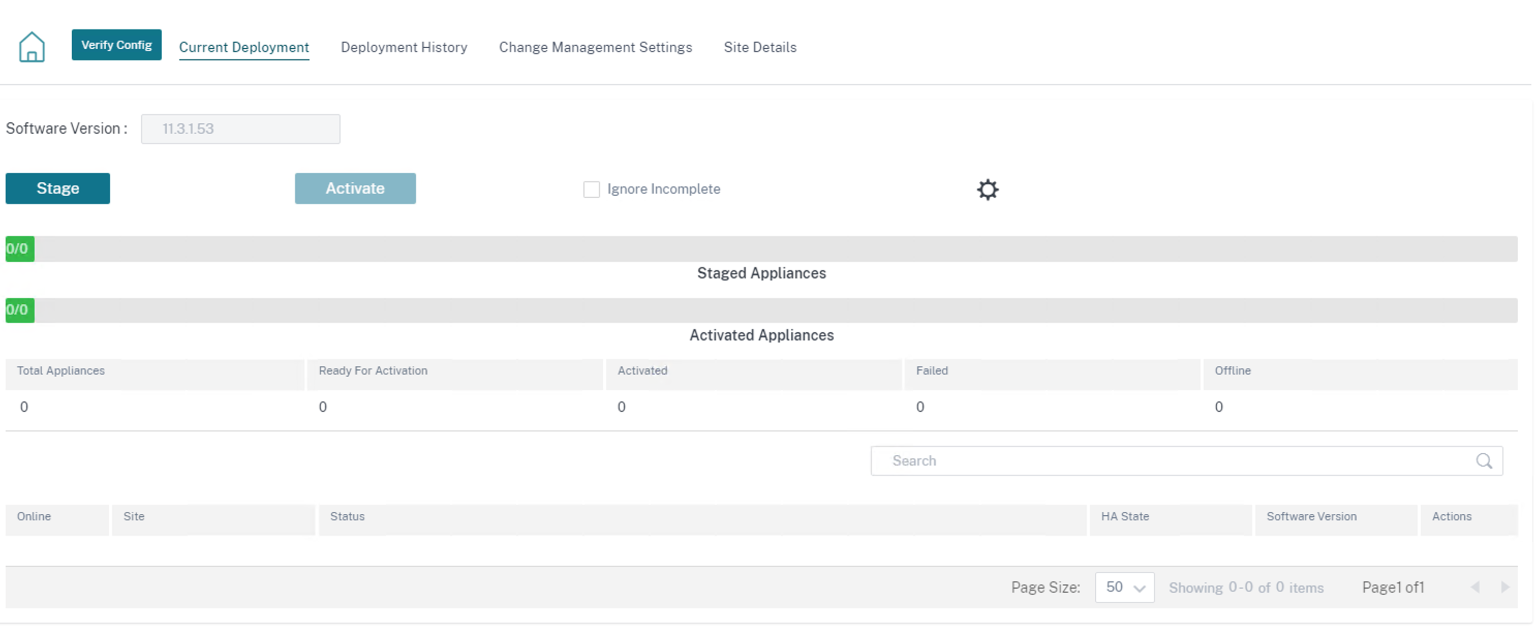 Verify Config Current Deployment Deployment History Change Management Settings Site Details
Software Version : 11.3.1.53
Stage Activate Ignore Incomplete
0/0
Staged Appliances
0/0
Activated Appliances
Total Appliances Ready For Activation Activated Failed Offline
0 0 0 0 0
Search
Online Site Status HA State Software Version Actions
Page Size: 50 Showing 0-0 of 0 items Page1 of1